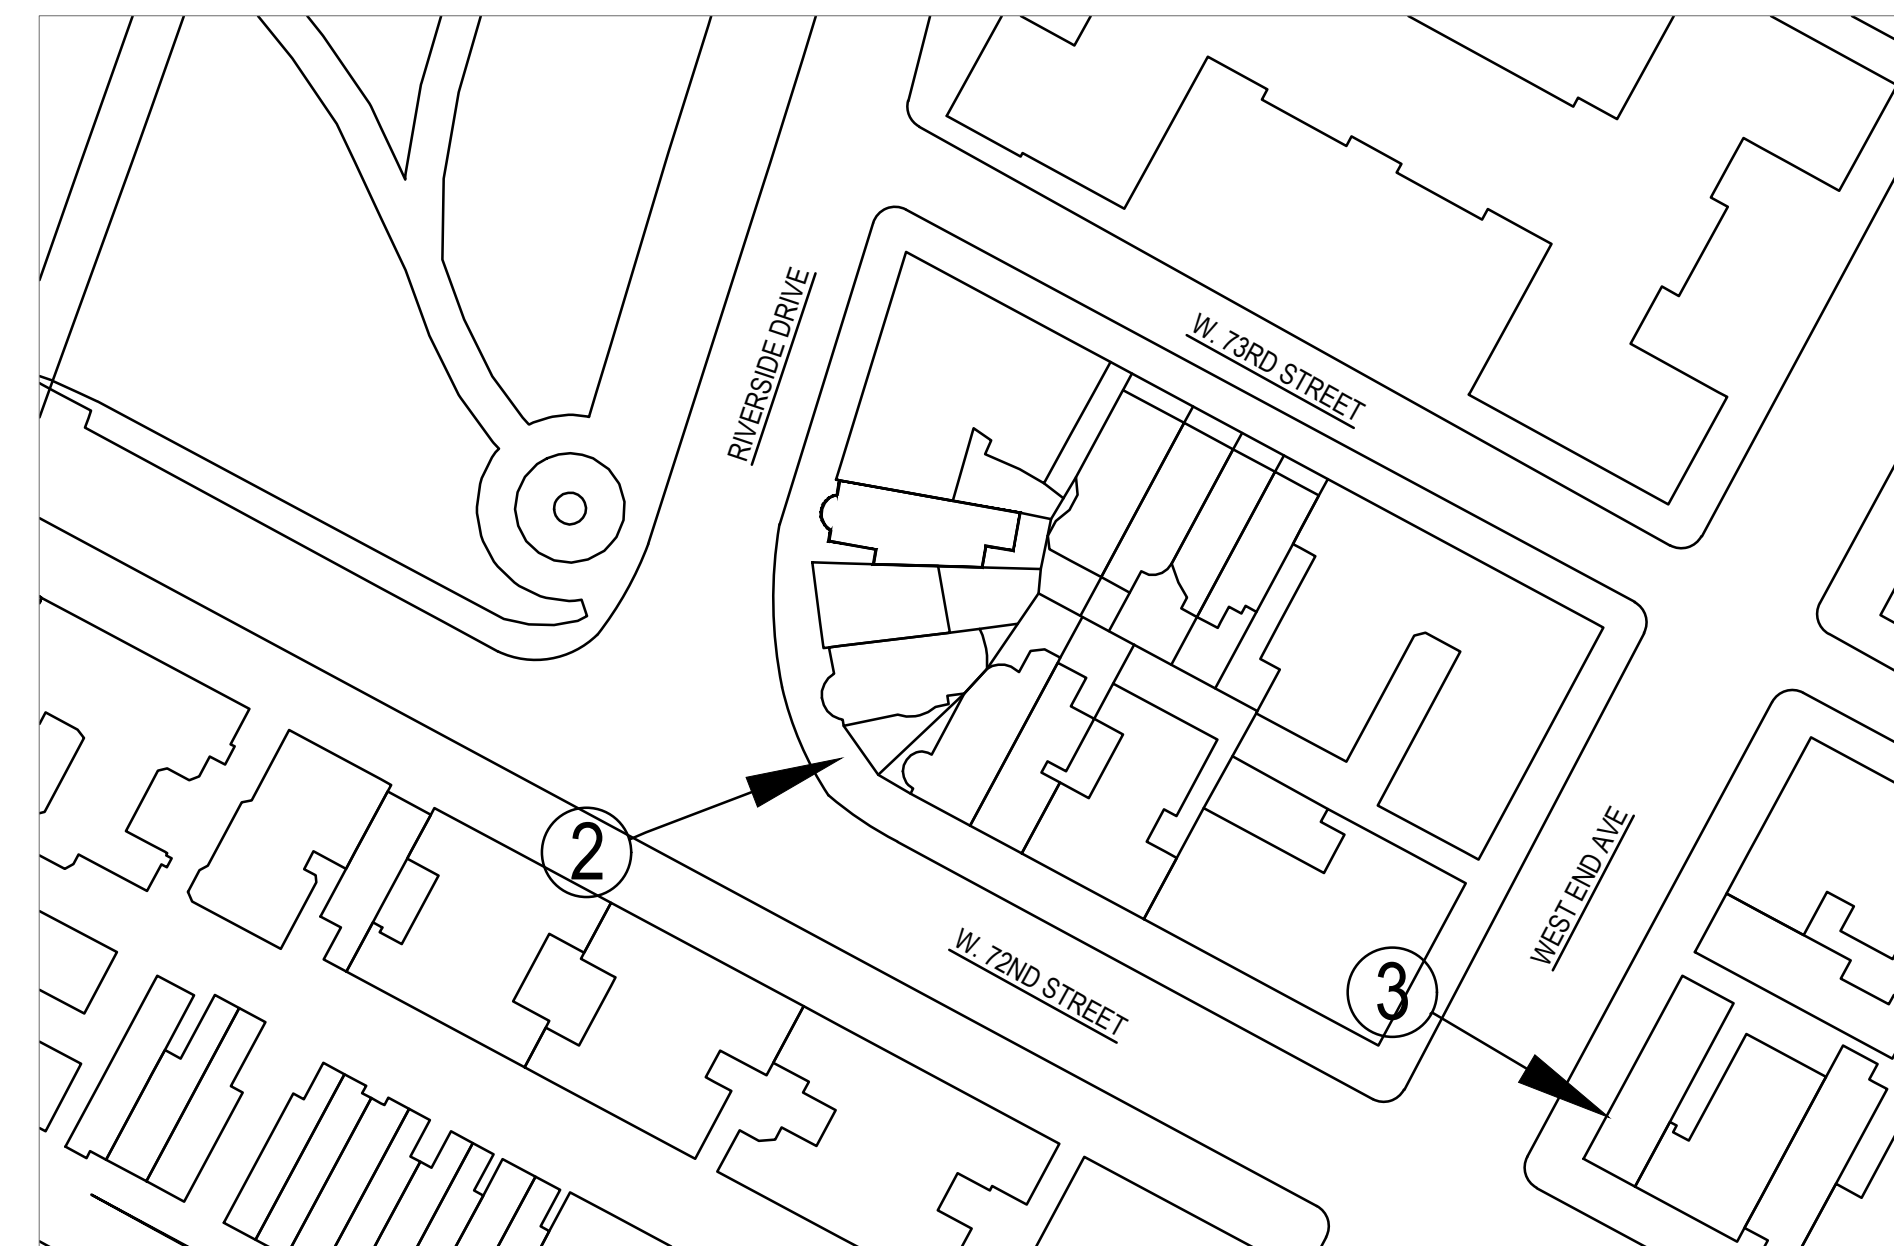 RIVERSIDE DRIVE
W. 73RD STREET
2
W. 72ND STREET
3
WEST END AVE